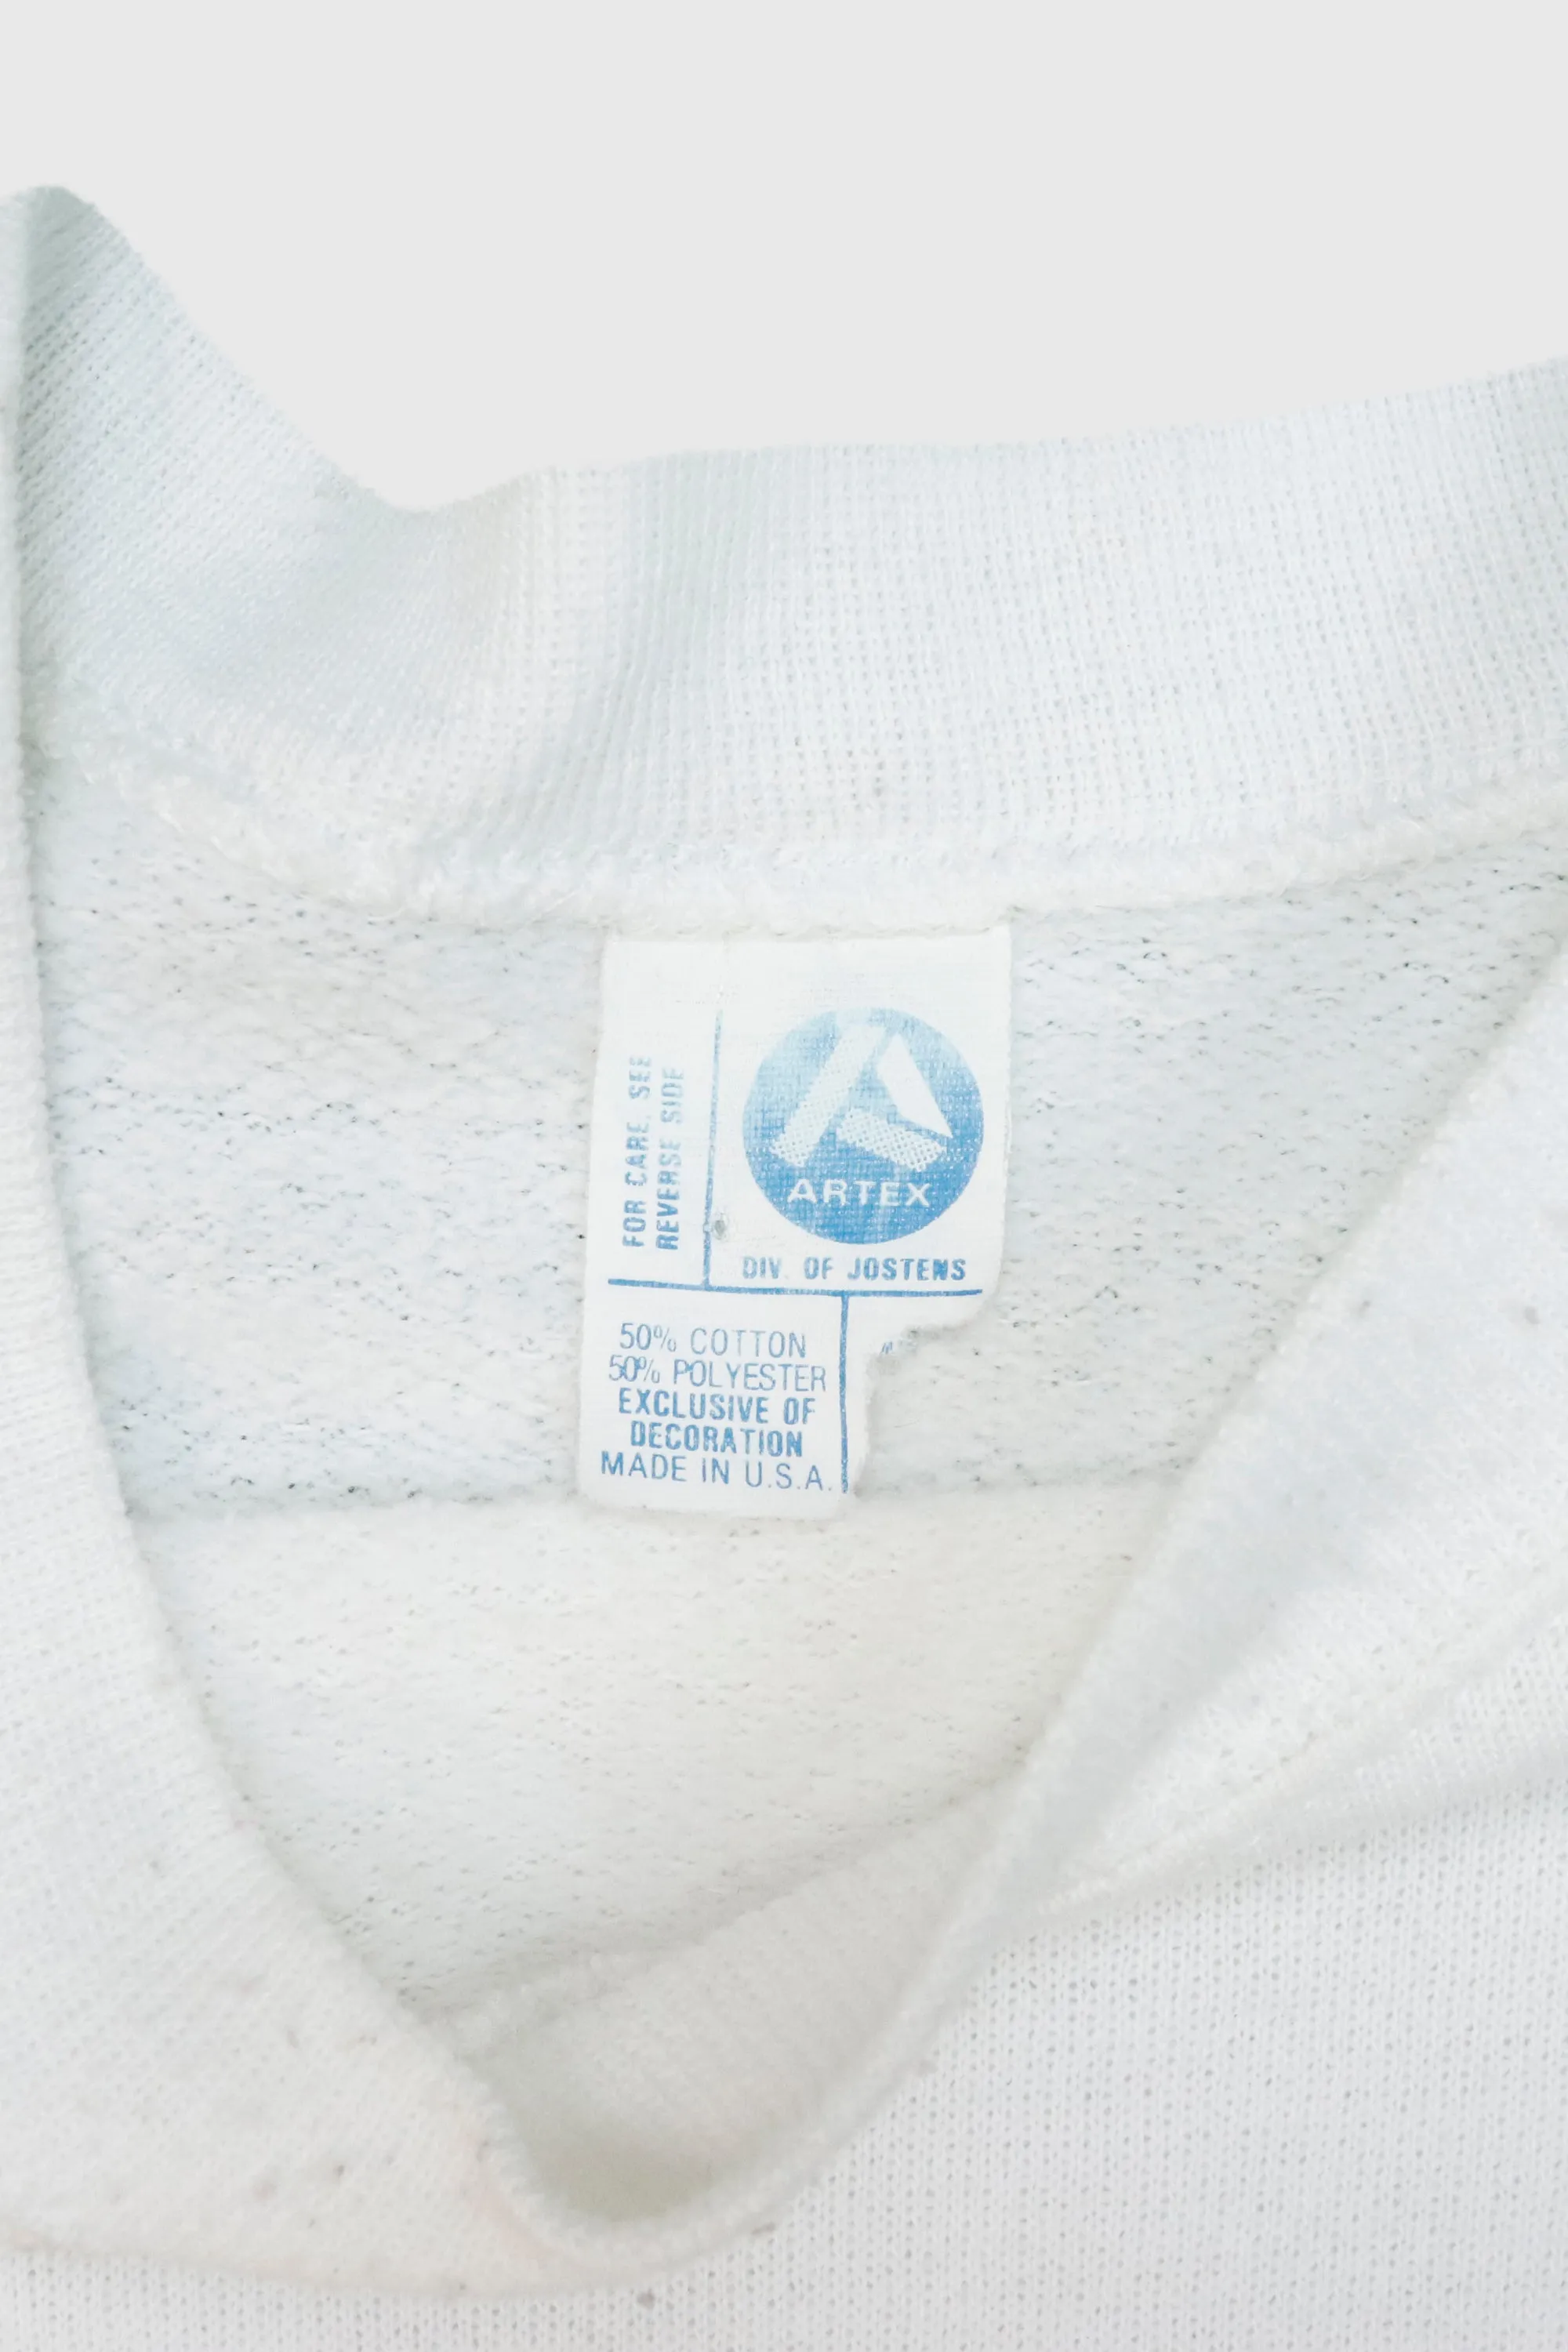 FOR CARE, SEE
REVERSE SIDE
ARTEX
DIV. OF JOSTENS
50% COTTON
50% POLYESTER
EXCLUSIVE OF
DECORATION
MADE IN U.S.A.